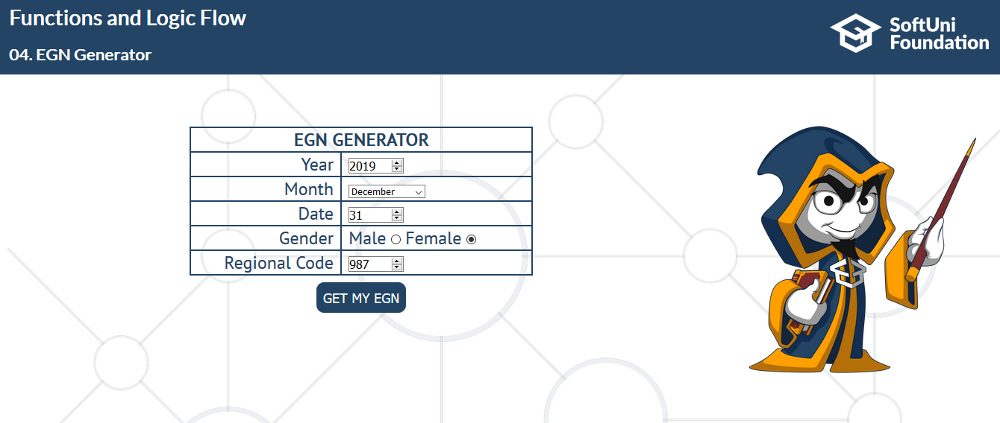 Functions and Logic Flow
04. EGN Generator
SoftUni
Foundation
EGN GENERATOR
Year 2019
Month December
Date 31
Gender Male Female
Regional Code 987
GET MY EGN